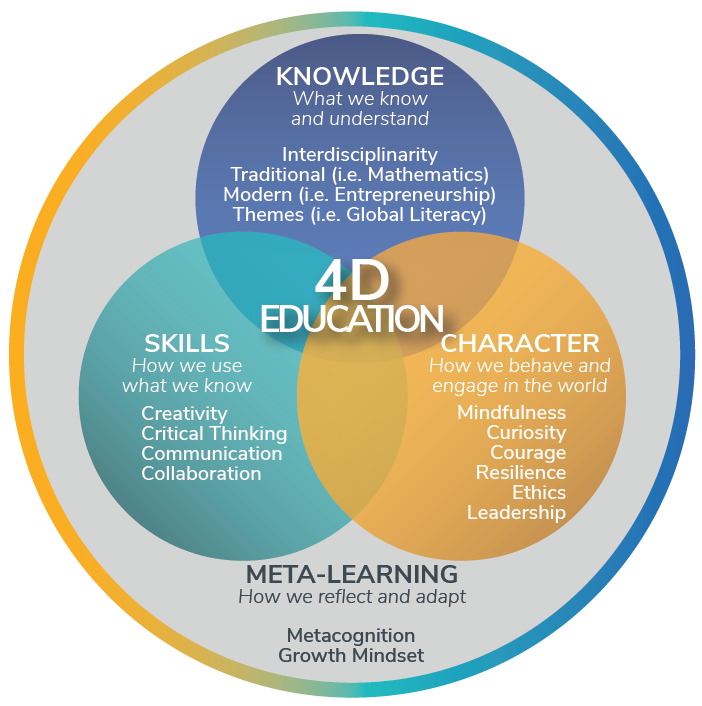 KNOWLEDGE
What we know
and understand
Interdisciplinarity
Traditional (i.e. Mathematics)
Modern (i.e. Entrepreneurship)
Themes (i.e. Global Literacy)
4D
EDUCATION
SKILLS
How we use
what we know
Creativity
Critical Thinking
Communication
Collaboration
CHARACTER
How we behave and
engage in the world
Mindfulness
Curiosity
Courage
Resilience
Ethics
Leadership
META-LEARNING
How we reflect and adapt
Metacognition
Growth Mindset